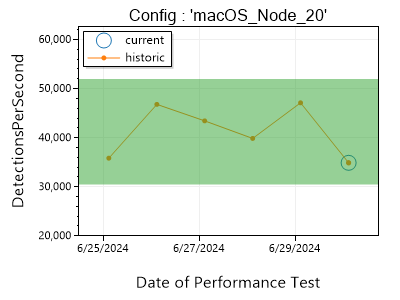 Config : 'macOS_Node_20'
current
historic
DetectionsPerSecond
60,000
50,000
40,000
30,000
20,000
6/25/2024
6/27/2024
6/29/2024
Date of Performance Test